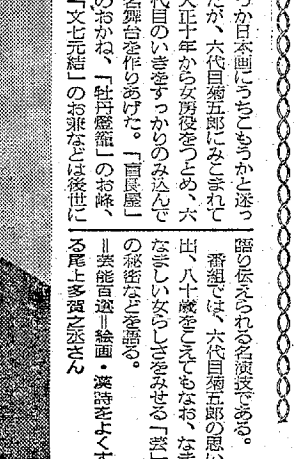 っか日本画にうちこもうかと迷っ
たが、六代目菊五郎にみこまれて
大正十年から女房役をつとめ、六
代目のいきをすっかりのみ込んで
名舞台を作りあげた。「盲長屋」
のおかね、「牡丹燈籠」のお峰、
「文七元結」のお兼などは後世に
語り伝えられる名演技である。
番組では、六代目菊五郎の思い
出、八十歳をこえてもなお、なま
なましい女らしさをみせる「芸」
の秘密などを語る。
＝芸能百選＝絵画・漢詩をよくす
る尾上多賀之丞さん